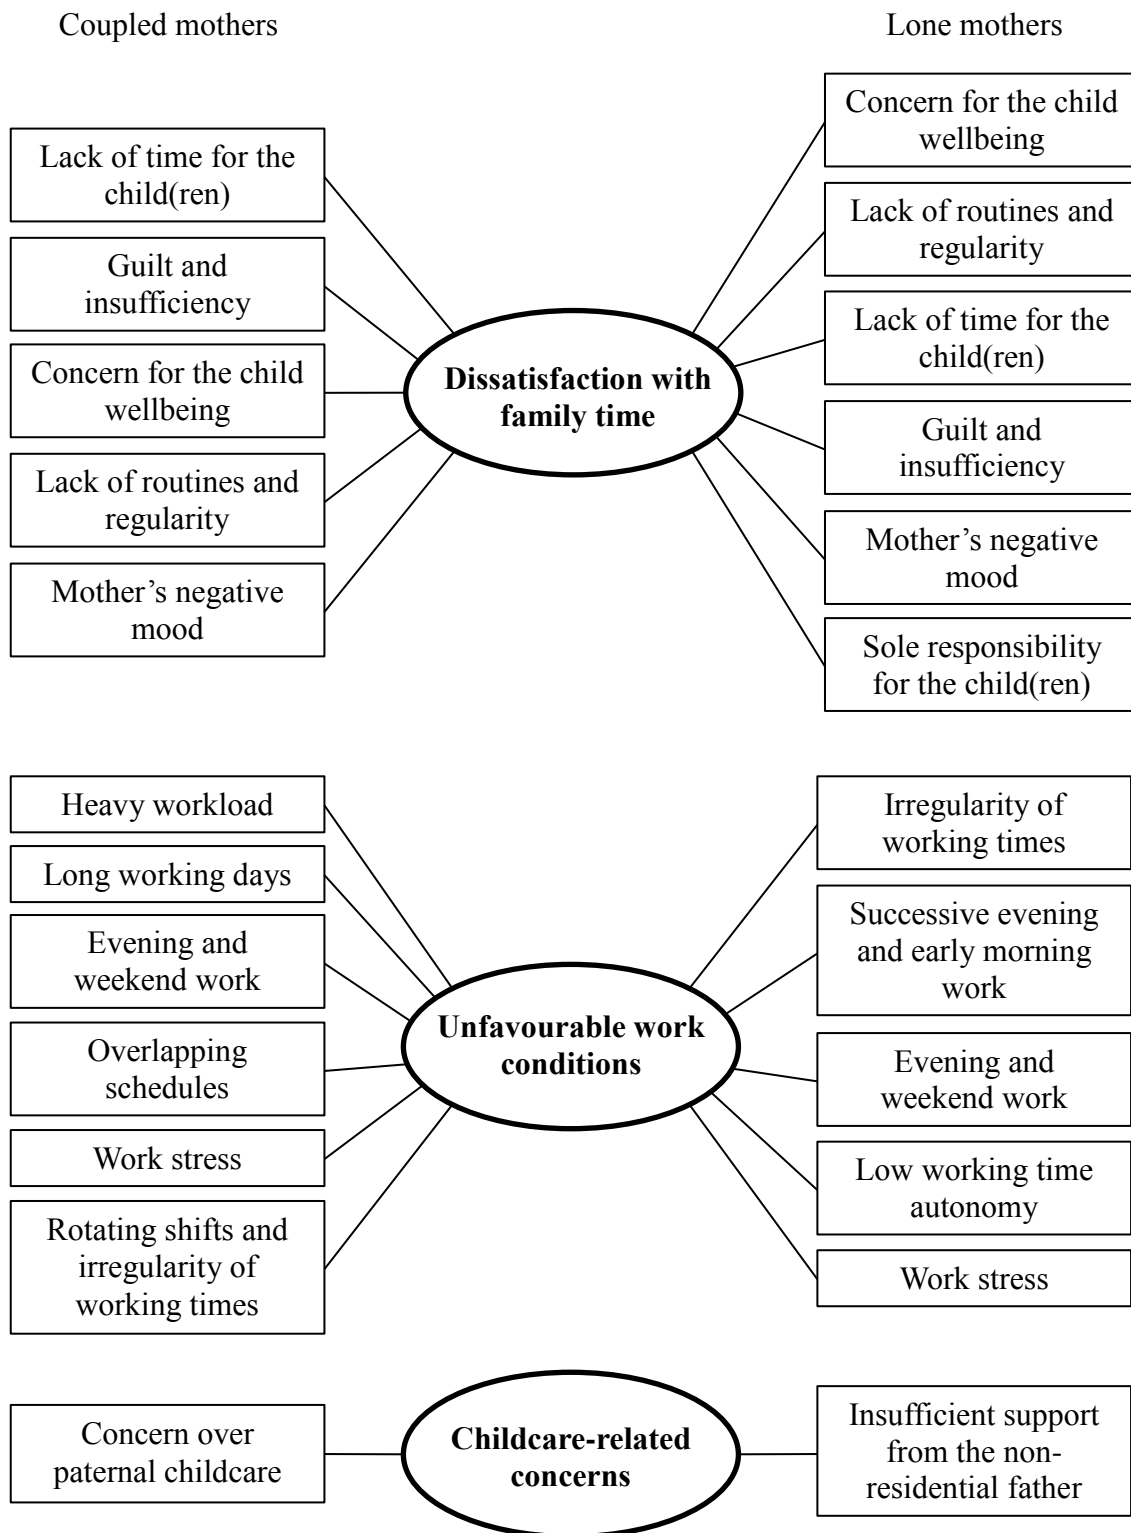 Coupled mothers
Lone mothers
Lack of time for the
child(ren)
Guilt and
insufficiency
Concern for the child
wellbeing
Lack of routines and
regularity
Mother’s negative
mood
Dissatisfaction with
family time
Concern for the child
wellbeing
Lack of routines and
regularity
Lack of time for the
child(ren)
Guilt and
insufficiency
Mother’s negative
mood
Sole responsibility
for the child(ren)
Heavy workload
Long working days
Evening and
weekend work
Overlapping
schedules
Work stress
Rotating shifts and
irregularity of
working times
Unfavourable work
conditions
Irregularity of
working times
Successive evening
and early morning
work
Evening and
weekend work
Low working time
autonomy
Work stress
Concern over
paternal childcare
Childcare-related
concerns
Insufficient support
from the non-
residential father